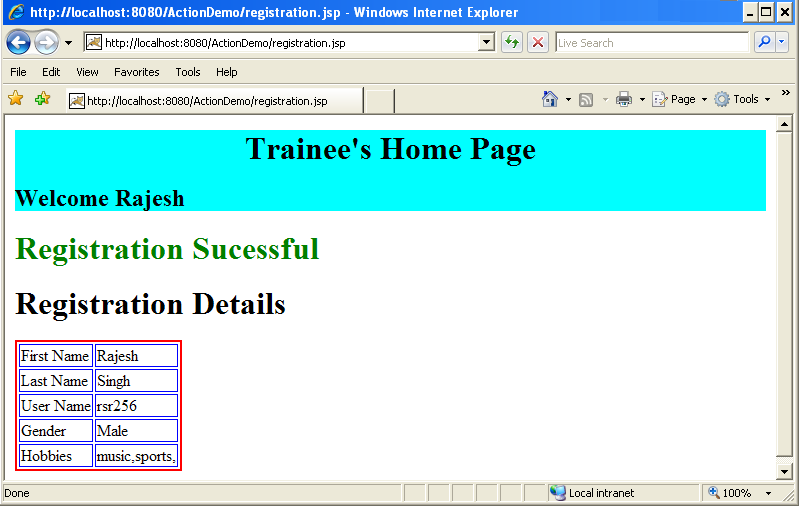 http://localhost:8080/ActionDemo/registration.jsp - Windows Internet Explorer
http://localhost:8080/ActionDemo/registration.jsp
Live Search
File Edit View Favorites Tools Help
http://localhost:8080/ActionDemo/registration.jsp
Page Tools
Trainee's Home Page
Welcome Rajesh
Registration Sucessful
Registration Details
First Name Rajesh
Last Name Singh
User Name rsr256
Gender Male
Hobbies music,sports,
Done Local intranet 100%